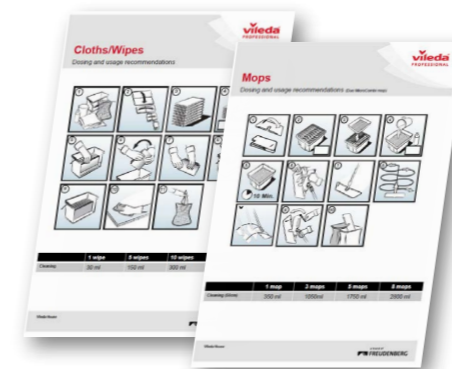 vileda
PROFESSIONAL
Cloths/Wipes
Dosing and usage recommendations
1 wipe 5 wipes 10 wipes
Cleaning 30 ml 150 ml 300 ml
vileda
PROFESSIONAL
Mops
Dosing and usage recommendations
10 Min.
1 mop 3 mops 5 mops 8 mops
350 ml 1050ml 1750 ml 2800 ml
FREUDENBERG